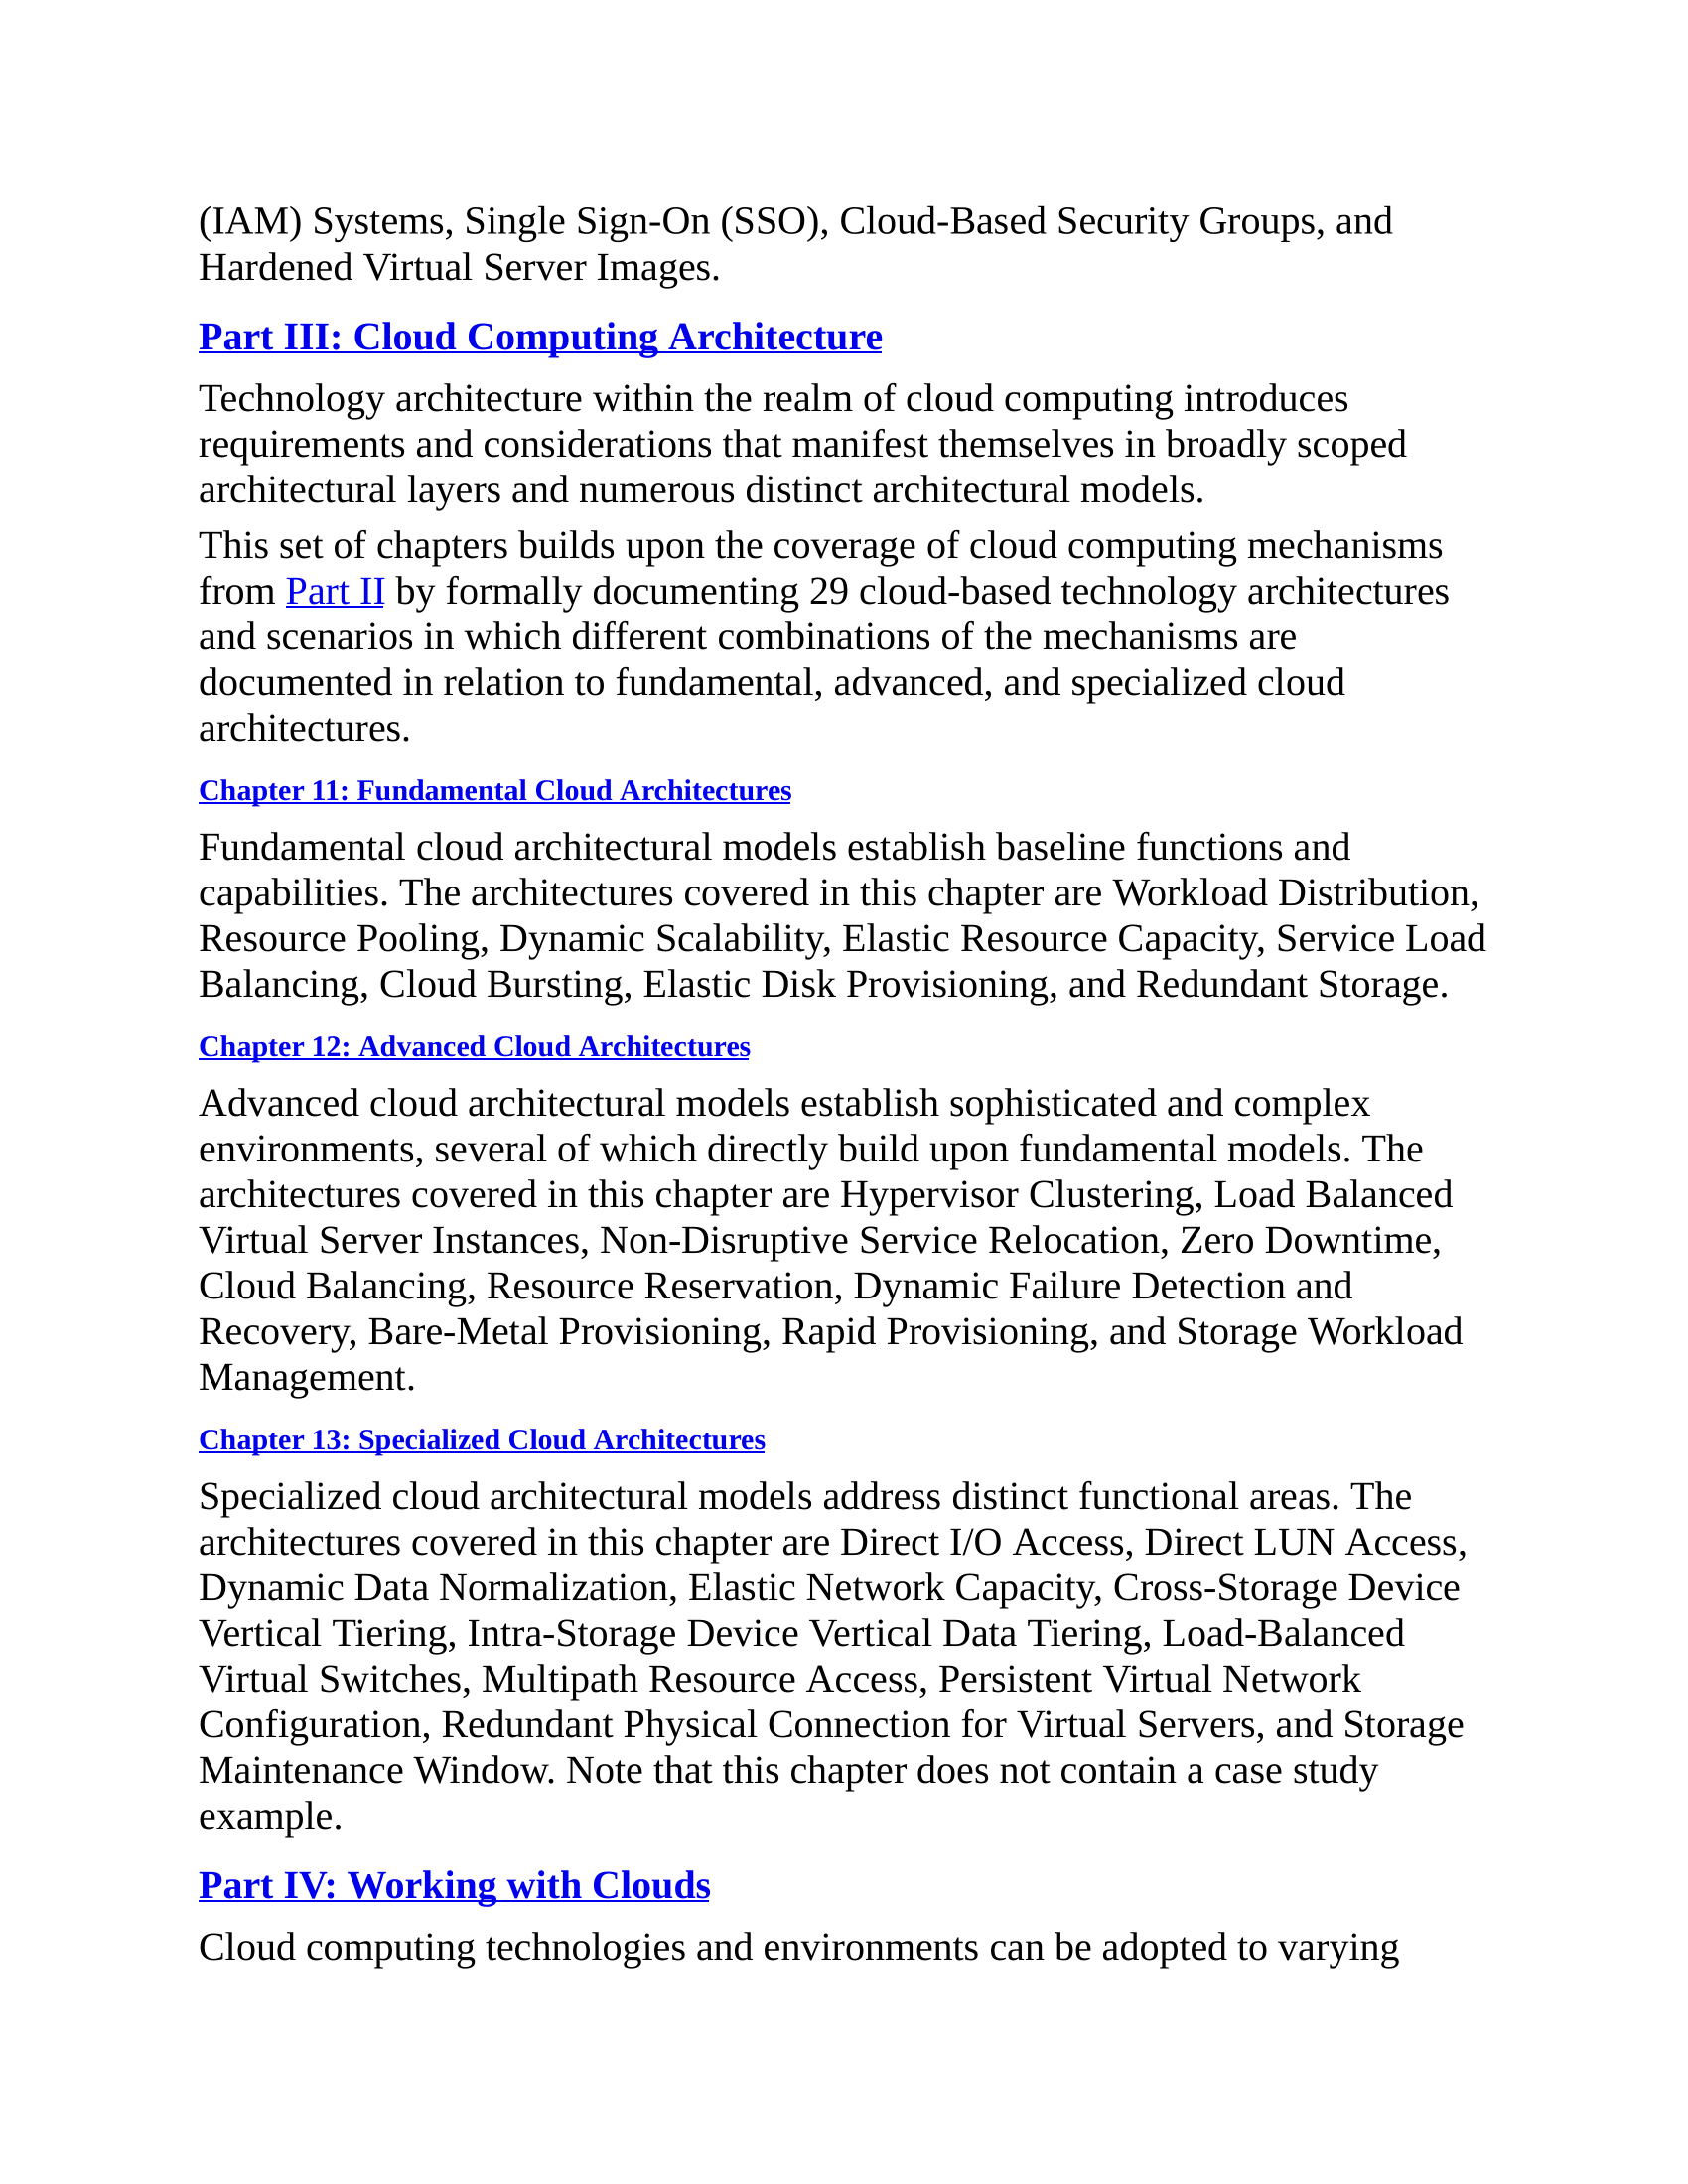 (IAM) Systems, Single Sign-On (SSO), Cloud-Based Security Groups, and
Hardened Virtual Server Images.
Part III: Cloud Computing Architecture
Technology architecture within the realm of cloud computing introduces
requirements and considerations that manifest themselves in broadly scoped
architectural layers and numerous distinct architectural models.
This set of chapters builds upon the coverage of cloud computing mechanisms
from Part II by formally documenting 29 cloud-based technology architectures
and scenarios in which different combinations of the mechanisms are
documented in relation to fundamental, advanced, and specialized cloud
architectures.
Chapter 11: Fundamental Cloud Architectures
Fundamental cloud architectural models establish baseline functions and
capabilities. The architectures covered in this chapter are Workload Distribution,
Resource Pooling, Dynamic Scalability, Elastic Resource Capacity, Service Load
Balancing, Cloud Bursting, Elastic Disk Provisioning, and Redundant Storage.
Chapter 12: Advanced Cloud Architectures
Advanced cloud architectural models establish sophisticated and complex
environments, several of which directly build upon fundamental models. The
architectures covered in this chapter are Hypervisor Clustering, Load Balanced
Virtual Server Instances, Non-Disruptive Service Relocation, Zero Downtime,
Cloud Balancing, Resource Reservation, Dynamic Failure Detection and
Recovery, Bare-Metal Provisioning, Rapid Provisioning, and Storage Workload
Management.
Chapter 13: Specialized Cloud Architectures
Specialized cloud architectural models address distinct functional areas. The
architectures covered in this chapter are Direct I/O Access, Direct LUN Access,
Dynamic Data Normalization, Elastic Network Capacity, Cross-Storage Device
Vertical Tiering, Intra-Storage Device Vertical Data Tiering, Load-Balanced
Virtual Switches, Multipath Resource Access, Persistent Virtual Network
Configuration, Redundant Physical Connection for Virtual Servers, and Storage
Maintenance Window. Note that this chapter does not contain a case study
example.
Part IV: Working with Clouds
Cloud computing technologies and environments can be adopted to varying